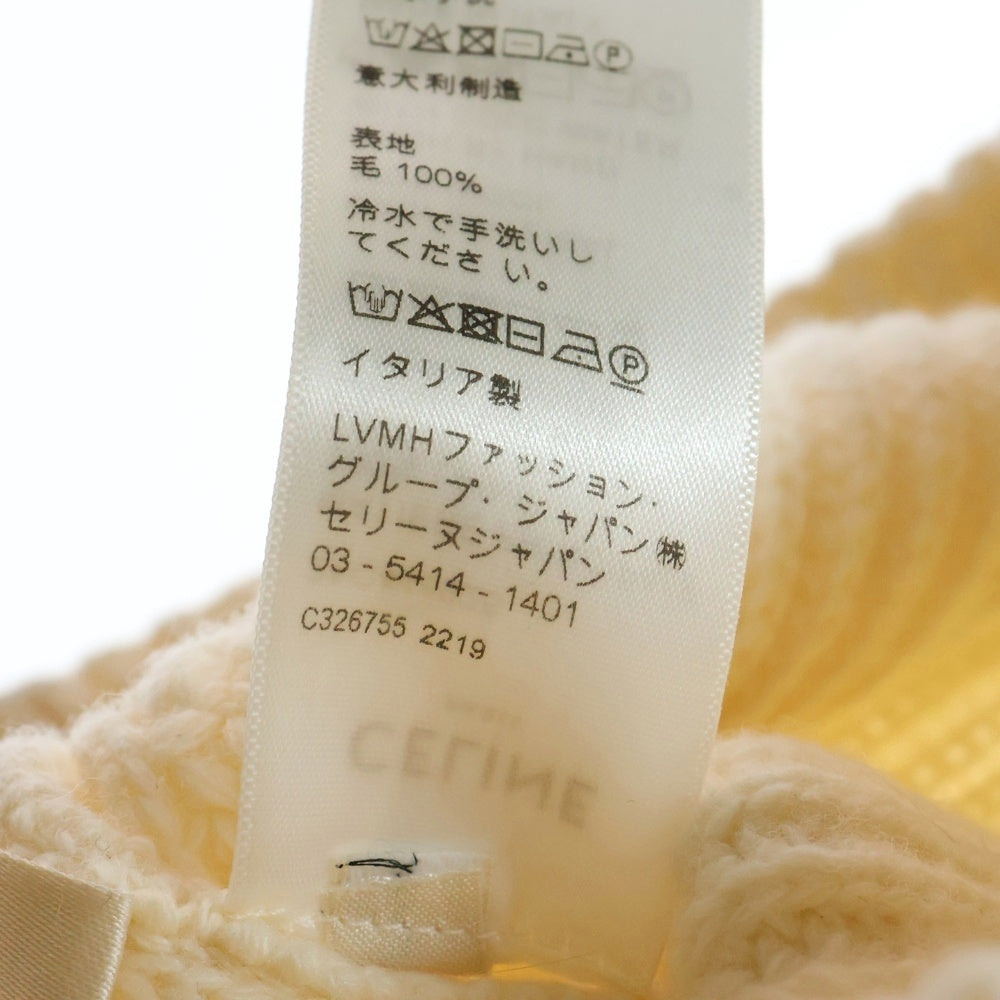 意大利制造
表地
毛 100%
冷水で手洗いし
てください。
イタリア製
LVMHファッション・
グループ・ジャパン㈱
セリーヌジャパン
03 - 5414 - 1401
C326755 2219
CELINE